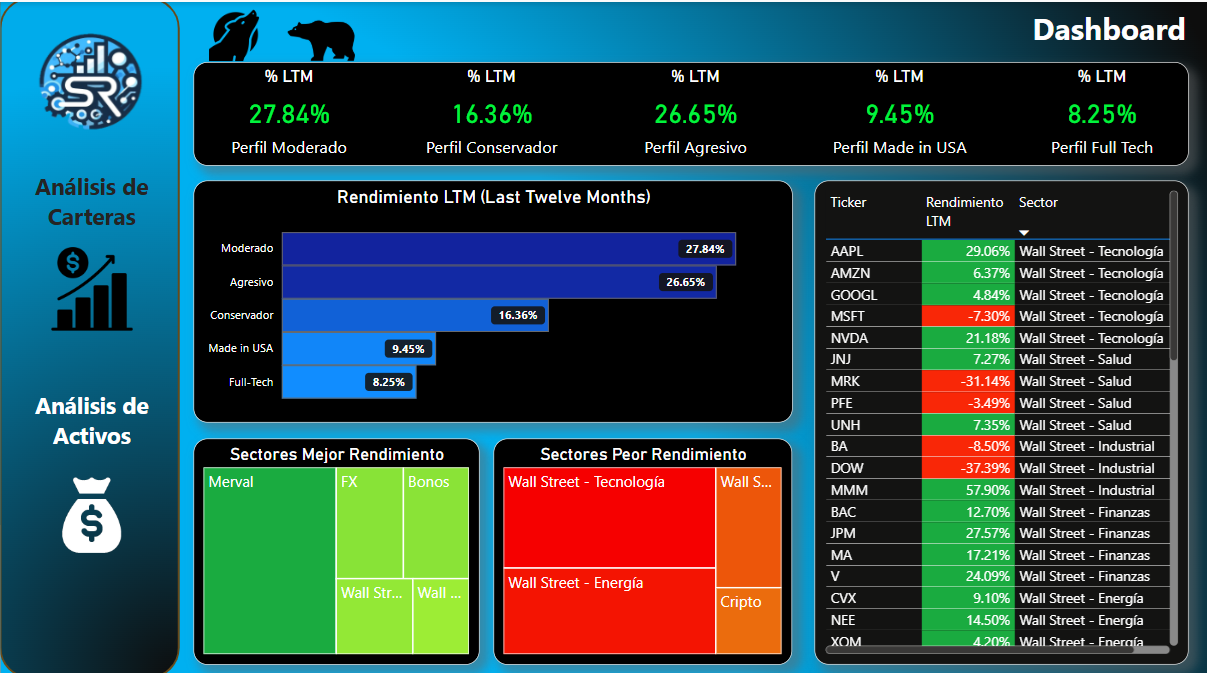 Dashboard
SR
% LTM
27.84%
Perfil Moderado
% LTM
16.36%
Perfil Conservador
% LTM
26.65%
Perfil Agresivo
% LTM
9.45%
Perfil Made in USA
% LTM
8.25%
Perfil Full Tech
Análisis de
Carteras
$
Análisis de
Activos
$
Rendimiento LTM (Last Twelve Months)
Moderado 27.84%
Agresivo 26.65%
Conservador 16.36%
Made in USA 9.45%
Full-Tech 8.25%
Sectores Mejor Rendimiento
Merval
FX
Bonos
Wall Str...
Wall ...
Sectores Peor Rendimiento
Wall Street - Tecnología
Wall S...
Wall Street - Energía
Cripto
Ticker Rendimiento LTM Sector
AAPL 29.06% Wall Street - Tecnología
AMZN 6.37% Wall Street - Tecnología
GOOGL 4.84% Wall Street - Tecnología
MSFT -7.30% Wall Street - Tecnología
NVDA 21.18% Wall Street - Tecnología
JNJ 7.27% Wall Street - Salud
MRK -31.14% Wall Street - Salud
PFE -3.49% Wall Street - Salud
UNH 7.35% Wall Street - Salud
BA -8.50% Wall Street - Industrial
DOW -37.39% Wall Street - Industrial
MMM 57.90% Wall Street - Industrial
BAC 12.70% Wall Street - Finanzas
JPM 27.57% Wall Street - Finanzas
MA 17.21% Wall Street - Finanzas
V 24.09% Wall Street - Finanzas
CVX 9.10% Wall Street - Energía
NEE 14.50% Wall Street - Energía
XOM 4.20% Wall Street - Energía